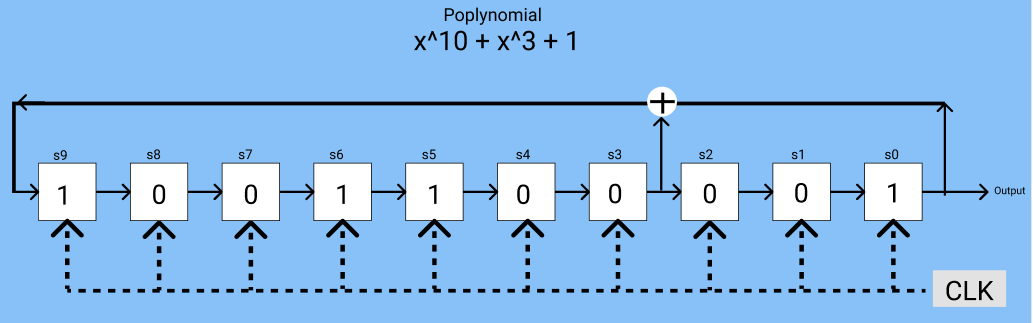 Poplynomial
x^10 + x^3 + 1
s9 s8 s7 s6 s5 s4 s3 s2 s1 s0
1 0 0 1 1 0 0 0 0 1
Output
CLK